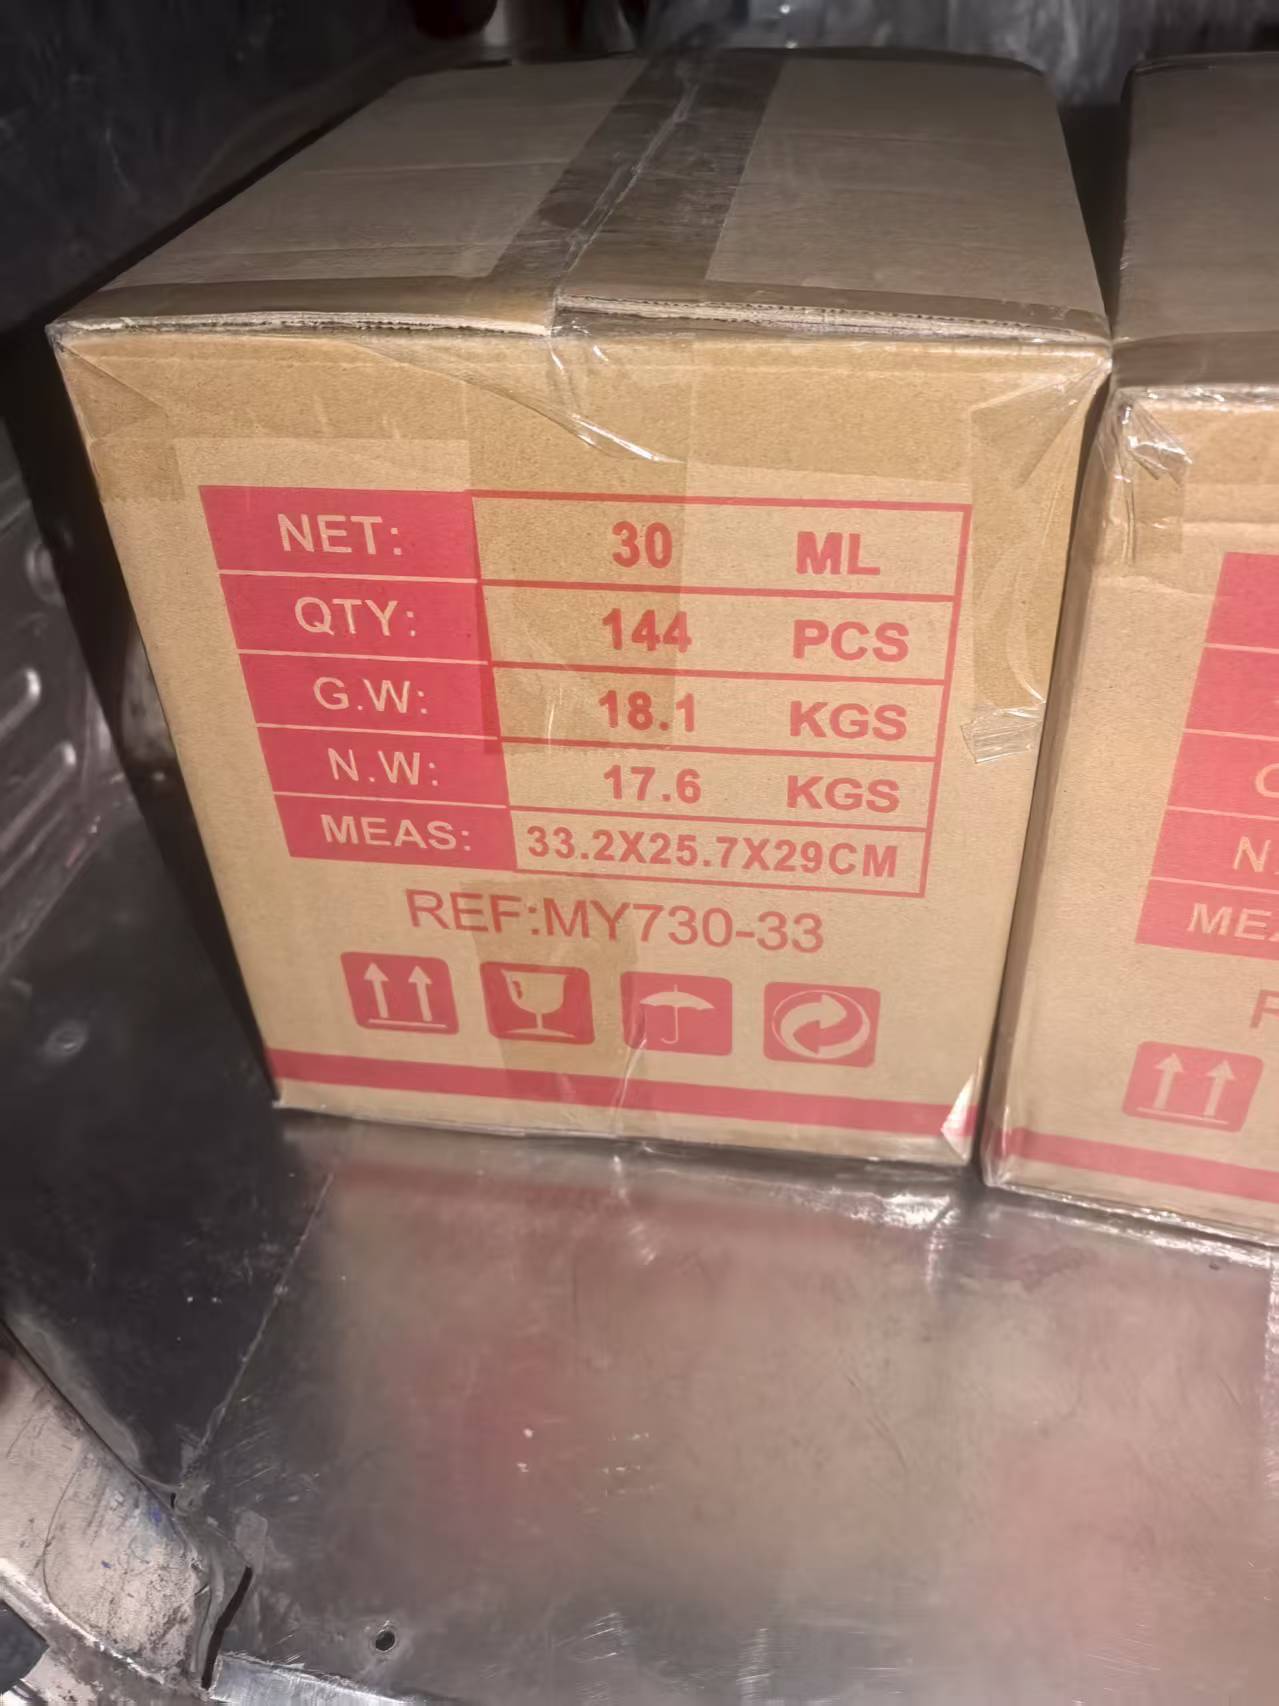 NET: 30 ML
QTY: 144 PCS
G.W: 18.1 KGS
N.W: 17.6 KGS
MEAS: 33.2X25.7X29CM
REF:MY730-33